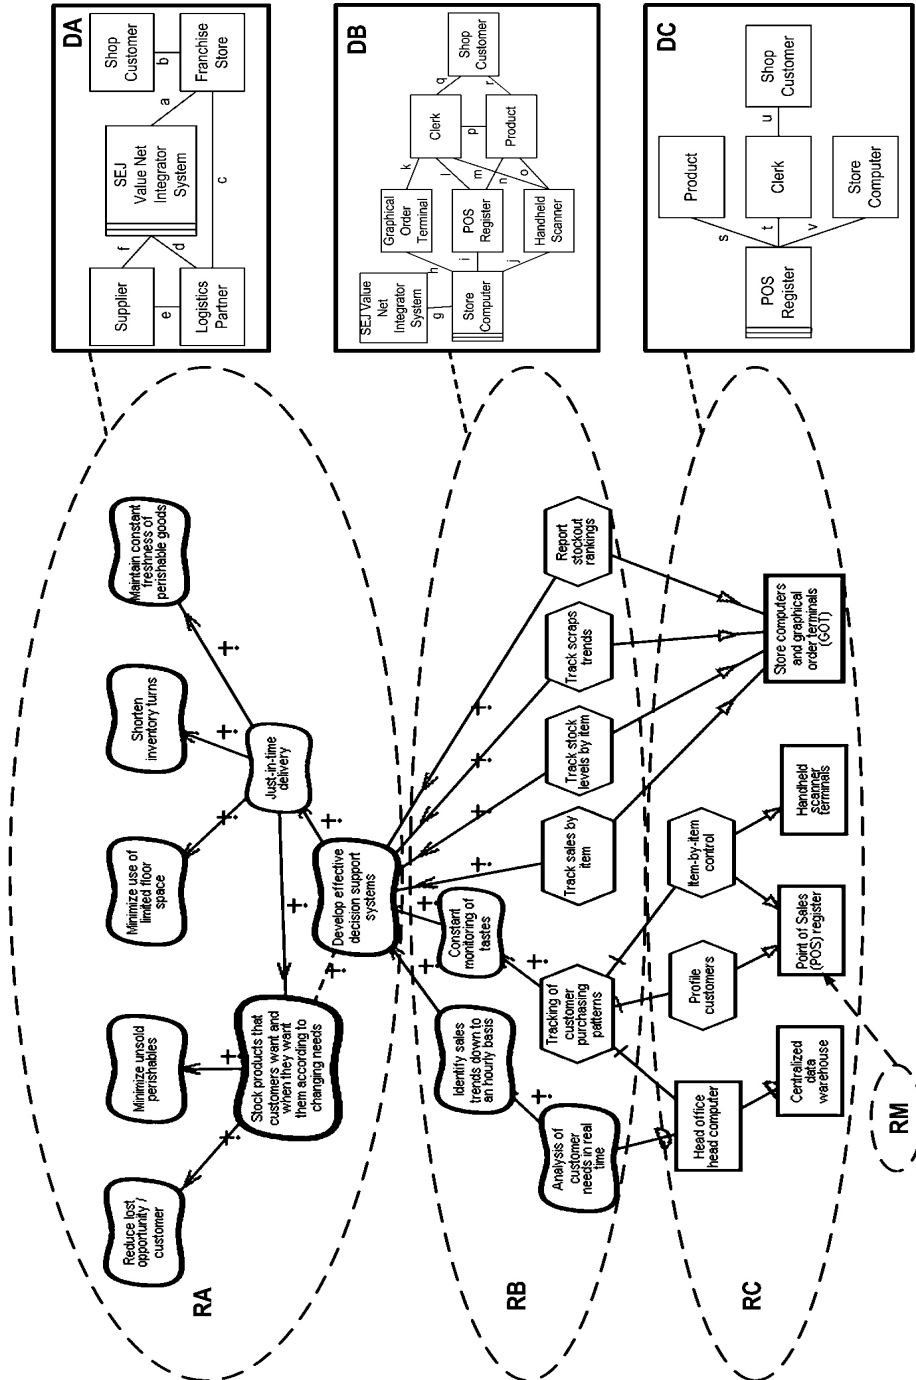 DA
Shop
Customer
b
Franchise
Store
a
SEJ
Value Net
Integrator
System
c
f
d
Supplier
e
Logistics
Partner
DB
Shop
Customer
q
r
Clerk
p
Product
k
l
m
n
o
Graphical
Order
Terminal
POS
Register
Handheld
Scanner
h
i
j
SEJ Value
Net
Integrator
System
g
Store
Computer
DC
Shop
Customer
u
Product
Clerk
Store
Computer
s
t
v
POS
Register
RA
Reduce lost
opportunity /
customer
Minimize unsold
perishables
Minimize use of
limited floor
space
Shorten
inventory turns
Maintain constant
freshness of
perishable goods
+!
+!
+!
+!
+!
Stock products that
customers want and
when they want
them according to
changing needs
Just-in-time
delivery
+!
+!
+!
Develop effective
decision support
systems
RB
+!
+!
+!
+!
+!
+!
Identify sales
trends down to
an hourly basis
Constant
monitoring of
tastes
+!
+!
Analysis of
customer
needs in real
time
Tracking of
customer
purchasing
patterns
Track sales by
item
Track stock
levels by item
Track scraps
trends
Report
stockout
rankings
RC
Head office
head computer
Profile
customers
Item-by-item
control
Centralized
data
warehouse
Point of Sales
(POS) register
Handheld
scanner
terminals
Store computers
and graphical
order terminals
(GOT)
RM